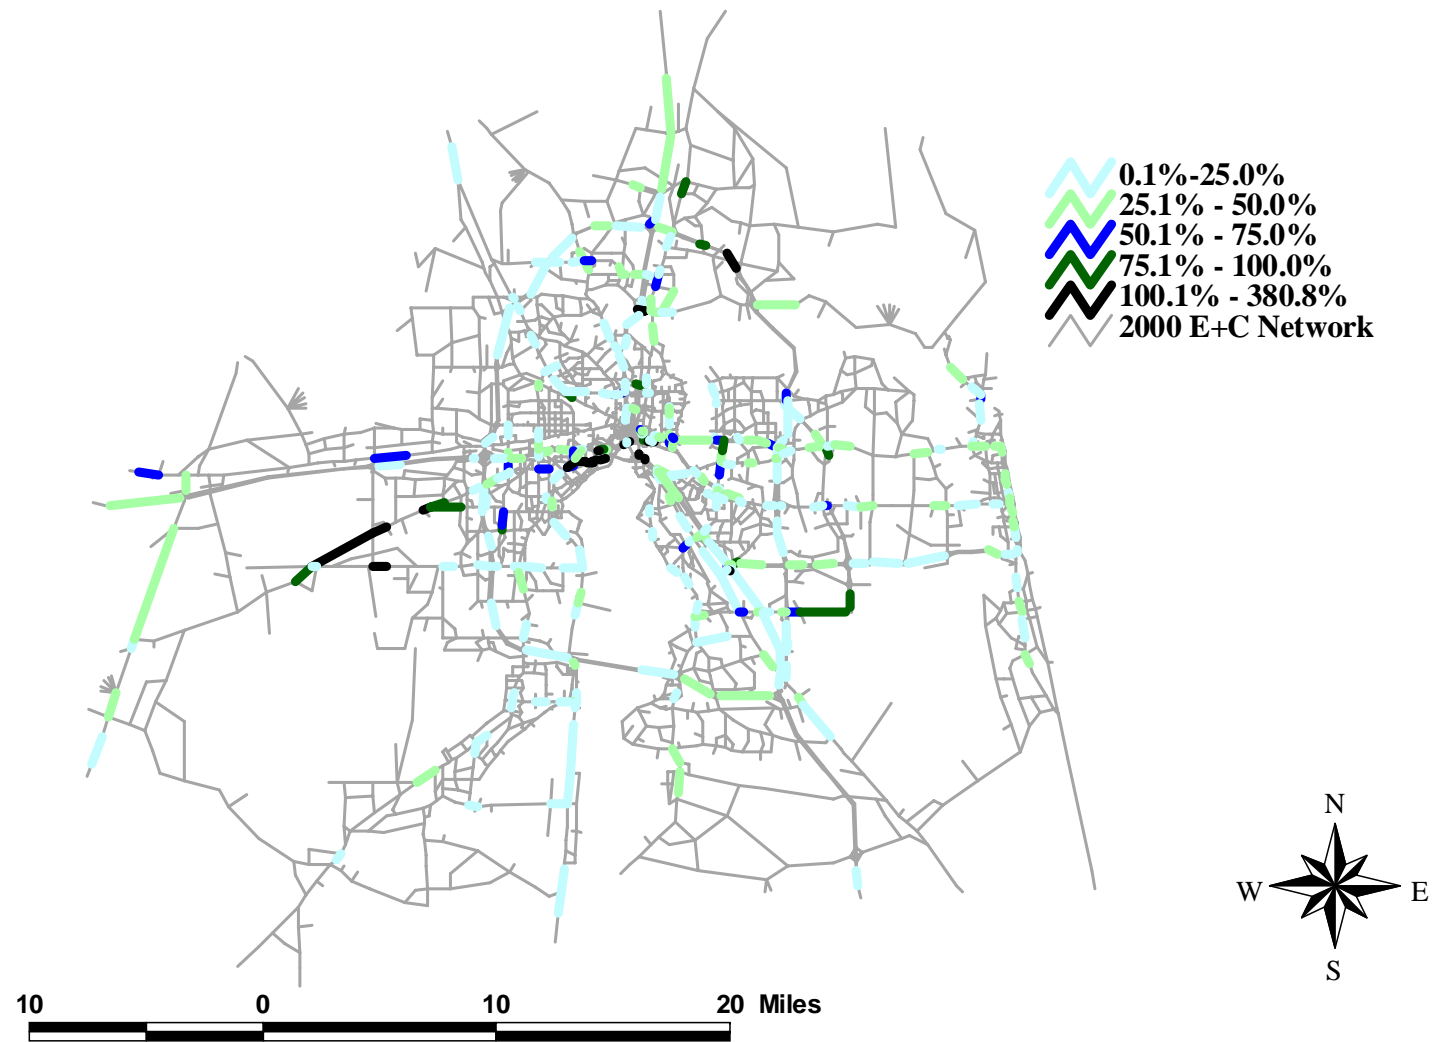 0.1%-25.0%
25.1% - 50.0%
50.1% - 75.0%
75.1% - 100.0%
100.1% - 380.8%
2000 E+C Network
N
W E
S
10 0 10 20 Miles